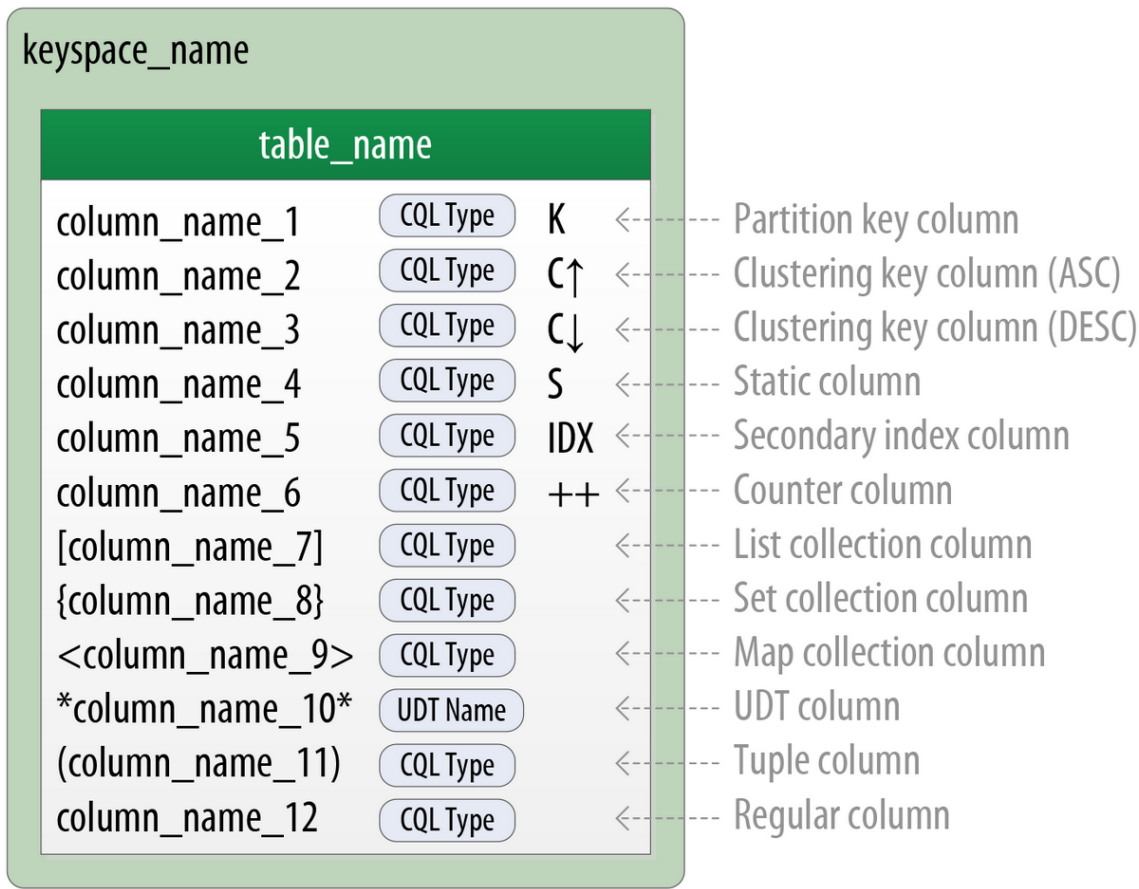 keyspace_name
table_name
column_name_1 CQL Type K Partition key column
column_name_2 CQL Type C↑ Clustering key column (ASC)
column_name_3 CQL Type C↓ Clustering key column (DESC)
column_name_4 CQL Type S Static column
column_name_5 CQL Type IDX Secondary index column
column_name_6 CQL Type ++ Counter column
[column_name_7] CQL Type List collection column
{column_name_8} CQL Type Set collection column
<column_name_9> CQL Type Map collection column
*column_name_10* UDT Name UDT column
(column_name_11) CQL Type Tuple column
column_name_12 CQL Type Regular column